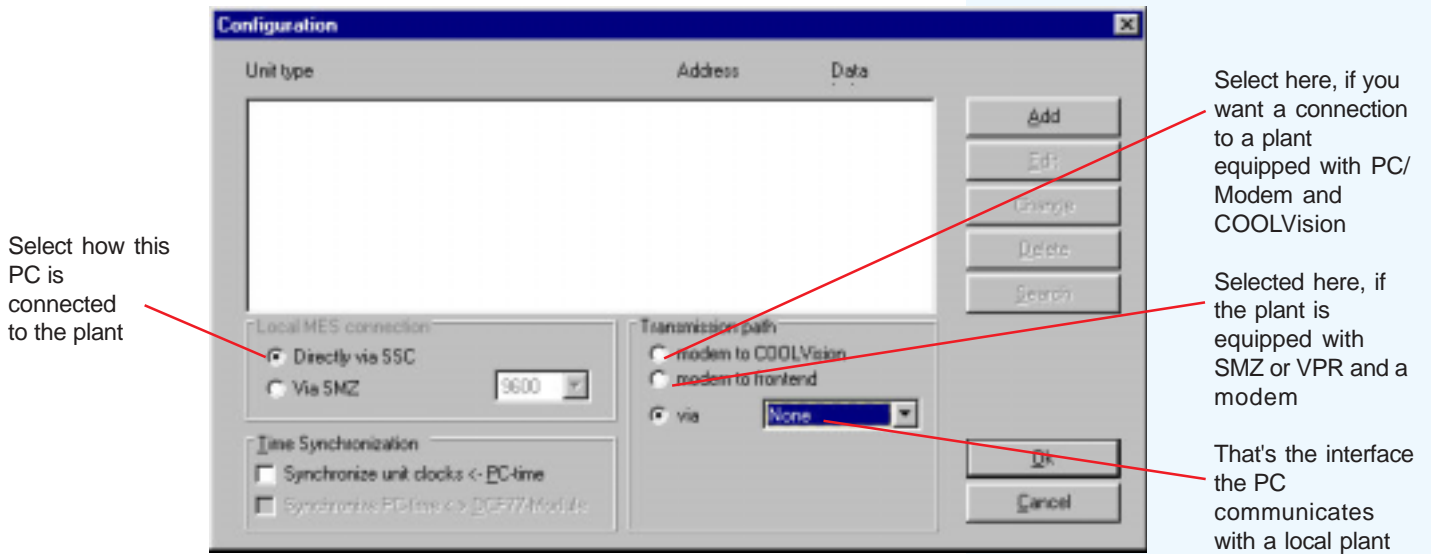 Configuration
Unit type Address Data
Add
Edit
Change
Delete
Search
Local MES connection
Directly via SSC
Via SMZ 9600
Time Synchronization
Synchronize unit clocks <- PC-time
Synchronize PC-time <-> DCF77-Module
Transmission path
modem to COOLVision
modem to frontend
via None
Ok
Cancel
Select how this
PC is
connected
to the plant
Select here, if you
want a connection
to a plant
equipped with PC/
Modem and
COOLVision
Selected here, if
the plant is
equipped with
SMZ or VPR and a
modem
That's the interface
the PC
communicates
with a local plant